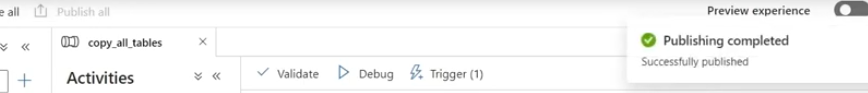 e all Publish all Preview experience
copy_all_tables
Publishing completed
Successfully published
Activities
Validate Debug Trigger (1)